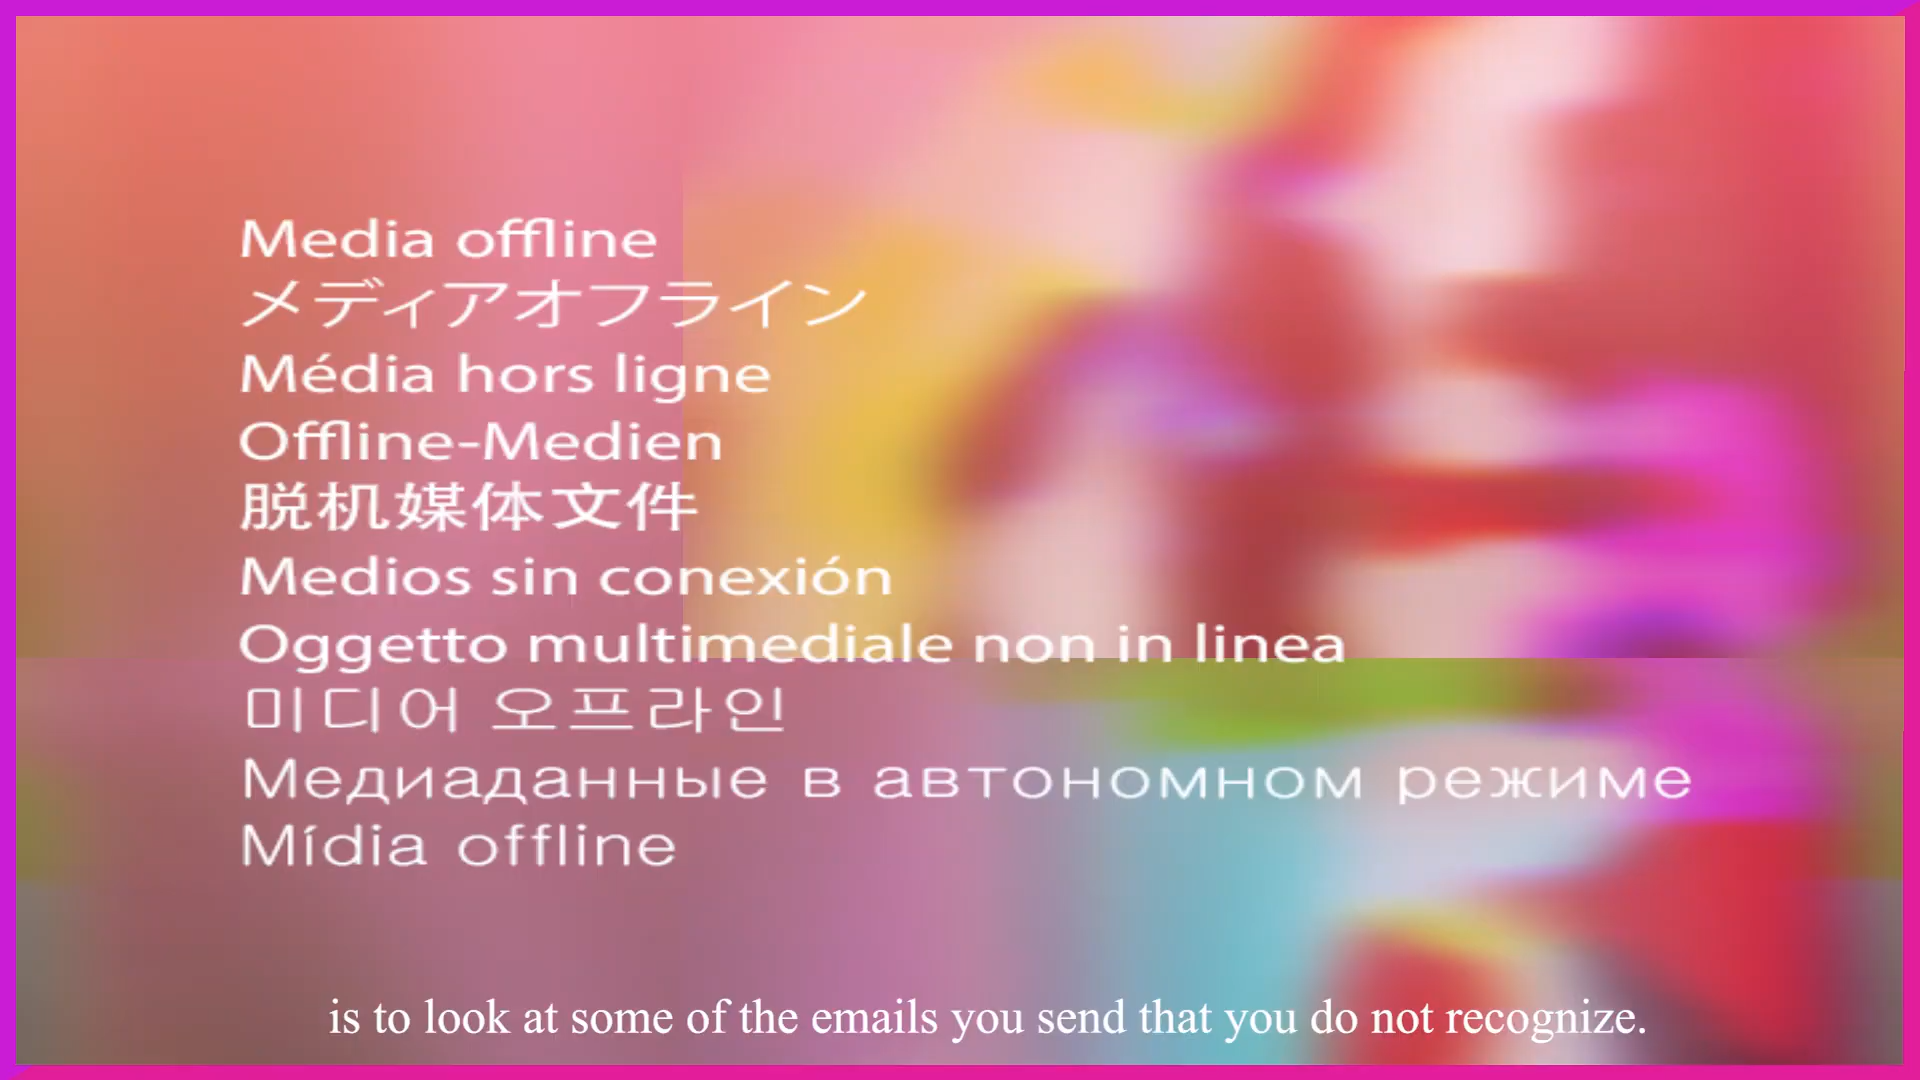 Media offline
メディアオフライン
Média hors ligne
Offline-Medien
脱机媒体文件
Medios sin conexión
Oggetto multimediale non in linea
미디어 오프라인
Медиаданные в автономном режиме
Mídia offline
is to look at some of the emails you send that you do not recognize.